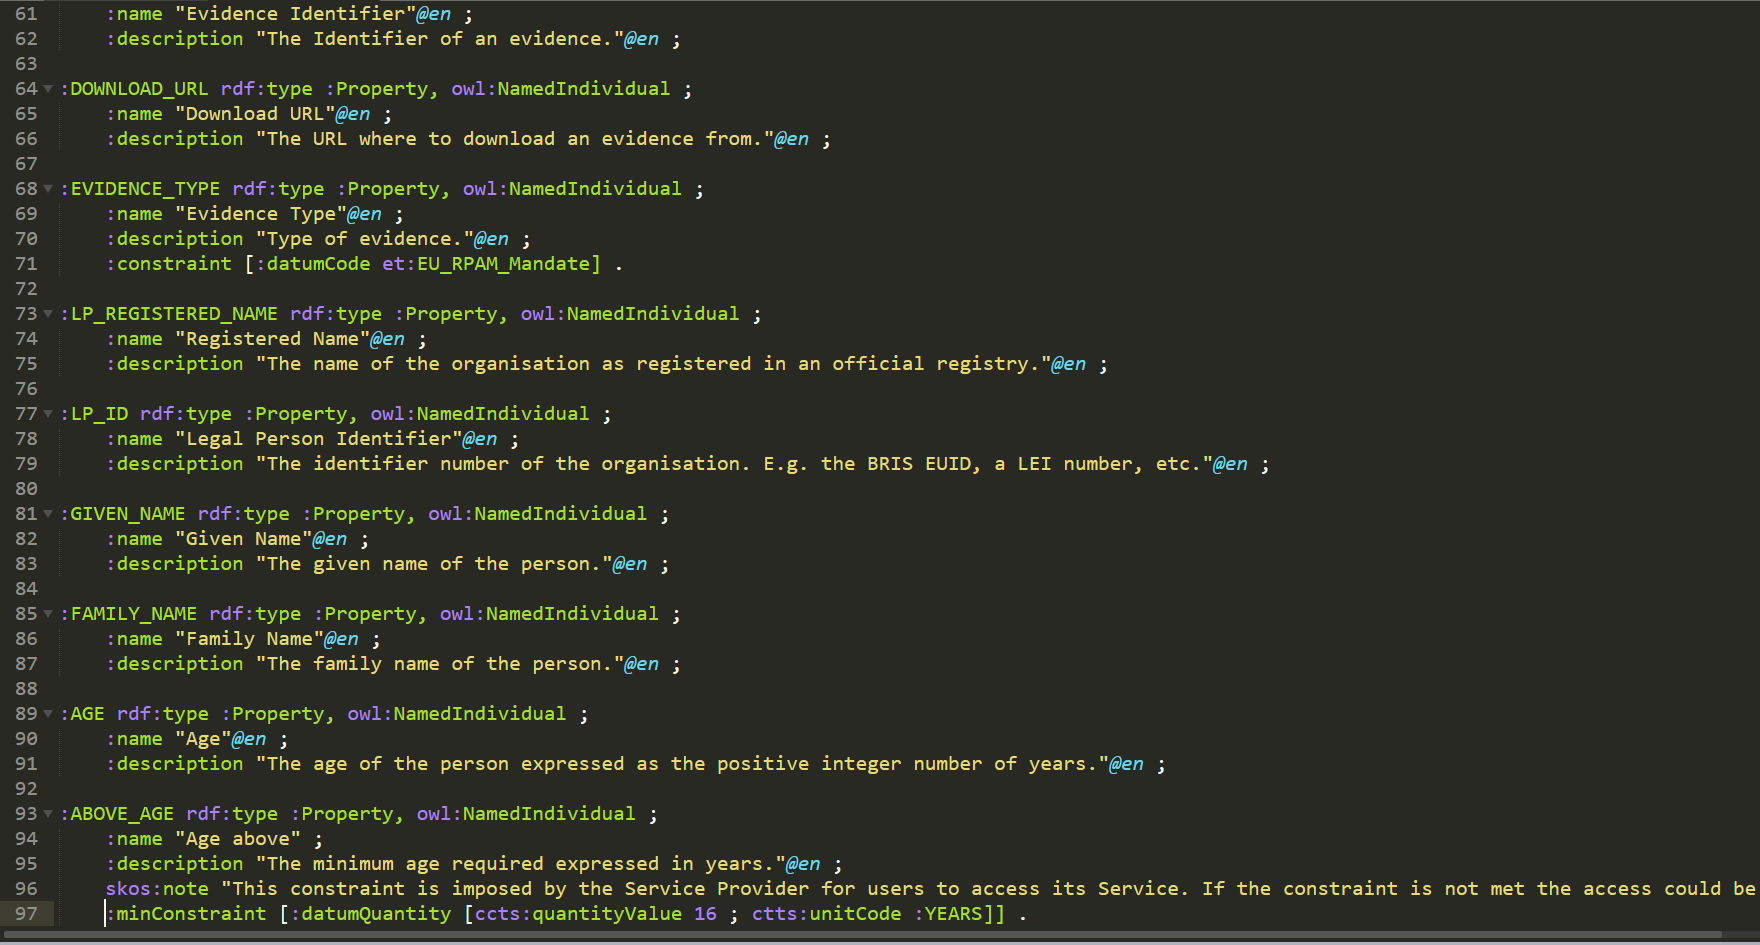 61 :name "Evidence Identifier"@en ;
62 :description "The Identifier of an evidence."@en ;
63
64 :DOWNLOAD_URL rdf:type :Property, owl:NamedIndividual ;
65 :name "Download URL"@en ;
66 :description "The URL where to download an evidence from."@en ;
67
68 :EVIDENCE_TYPE rdf:type :Property, owl:NamedIndividual ;
69 :name "Evidence Type"@en ;
70 :description "Type of evidence."@en ;
71 :constraint [:datumCode et:EU_RPAM_Mandate] .
72
73 :LP_REGISTERED_NAME rdf:type :Property, owl:NamedIndividual ;
74 :name "Registered Name"@en ;
75 :description "The name of the organisation as registered in an official registry."@en ;
76
77 :LP_ID rdf:type :Property, owl:NamedIndividual ;
78 :name "Legal Person Identifier"@en ;
79 :description "The identifier number of the organisation. E.g. the BRIS EUID, a LEI number, etc."@en ;
80
81 :GIVEN_NAME rdf:type :Property, owl:NamedIndividual ;
82 :name "Given Name"@en ;
83 :description "The given name of the person."@en ;
84
85 :FAMILY_NAME rdf:type :Property, owl:NamedIndividual ;
86 :name "Family Name"@en ;
87 :description "The family name of the person."@en ;
88
89 :AGE rdf:type :Property, owl:NamedIndividual ;
90 :name "Age"@en ;
91 :description "The age of the person expressed as the positive integer number of years."@en ;
92
93 :ABOVE_AGE rdf:type :Property, owl:NamedIndividual ;
94 :name "Age above" ;
95 :description "The minimum age required expressed in years."@en ;
96 skos:note "This constraint is imposed by the Service Provider for users to access its Service. If the constraint is not met the access could be
97 :minConstraint [:datumQuantity [ccts:quantityValue 16 ; ctts:unitCode :YEARS]] .